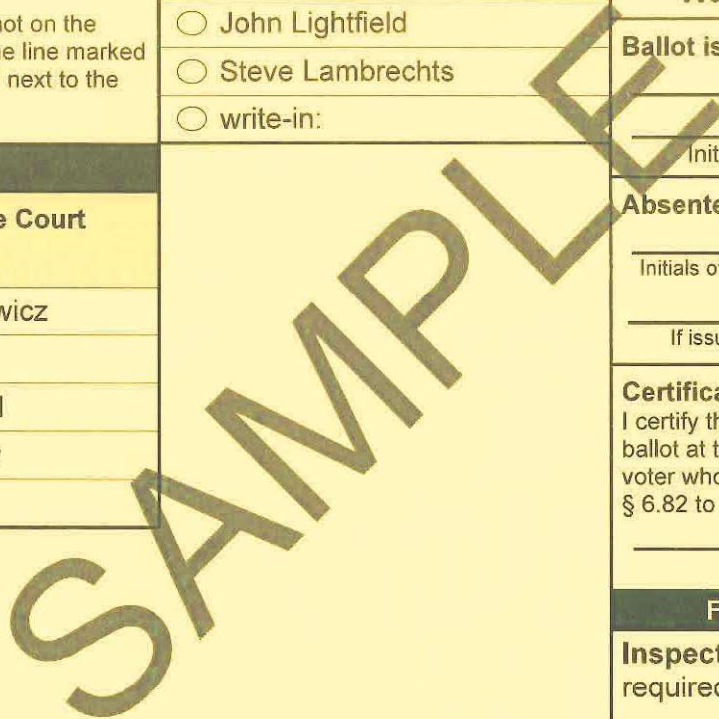 not on the
e line marked
next to the
e Court
wicz
John Lightfield
Steve Lambrechts
write-in:
SAMPLE
Ballot is
Init
Absente
Initials o
If issu
Certifica
I certify th
ballot at t
voter who
§ 6.82 to
F
Inspect
required